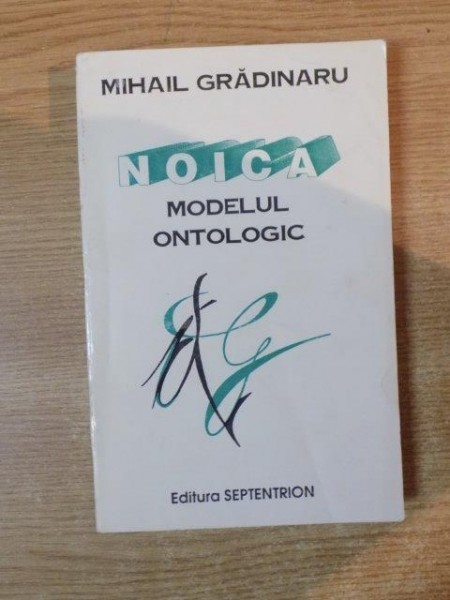 MIHAIL GRĂDINARU
NOICA
MODELUL
ONTOLOGIC
Editura SEPTENTRION